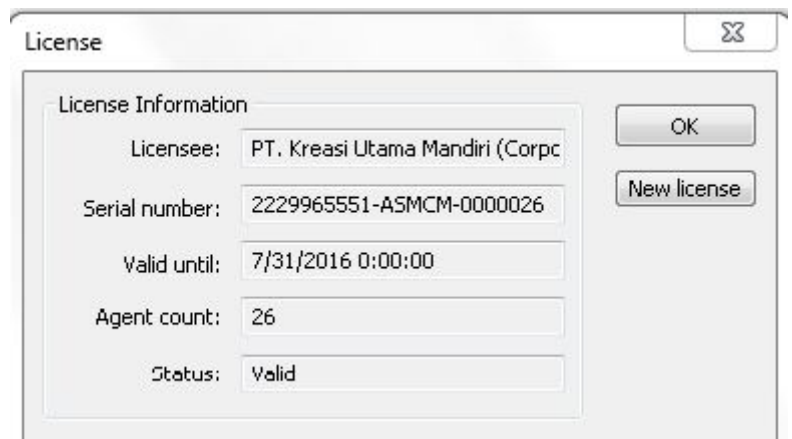 License
License Information
Licensee: PT. Kreasi Utama Mandiri (Corpc
OK
Serial number: 2229965551-ASMCM-0000026
New license
Valid until: 7/31/2016 0:00:00
Agent count: 26
Status: Valid